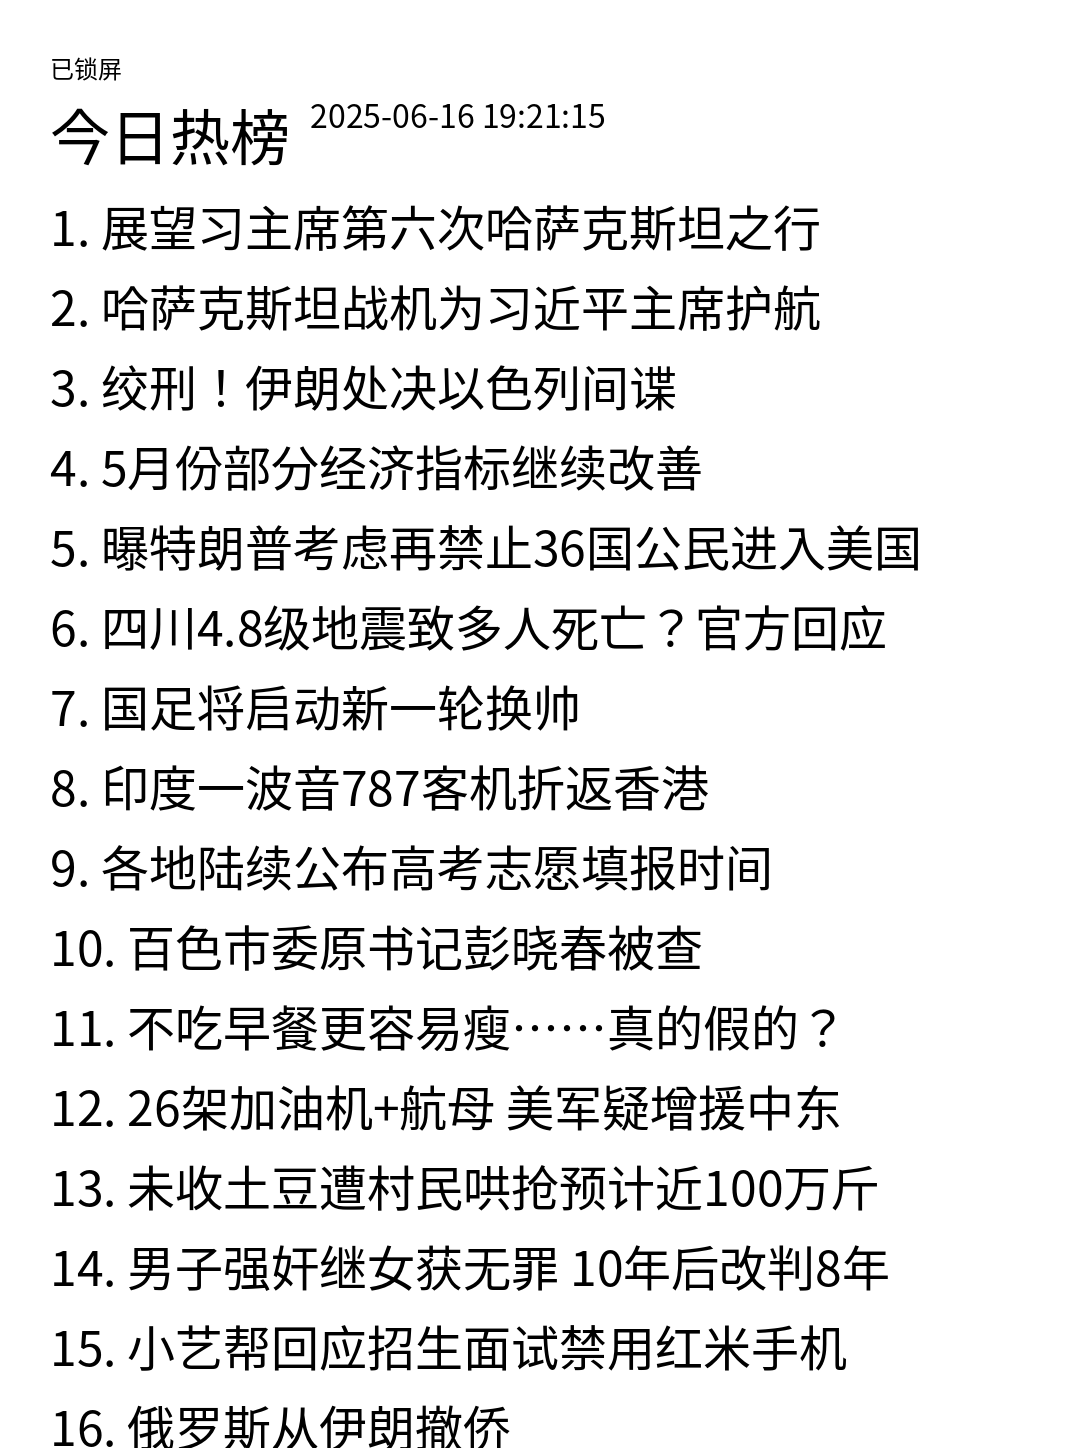 已锁屏
今日热榜 2025-06-16 19:21:15
1. 展望习主席第六次哈萨克斯坦之行
2. 哈萨克斯坦战机为习近平主席护航
3. 绞刑！伊朗处决以色列间谍
4. 5月份部分经济指标继续改善
5. 曝特朗普考虑再禁止36国公民进入美国
6. 四川4.8级地震致多人死亡？官方回应
7. 国足将启动新一轮换帅
8. 印度一波音787客机折返香港
9. 各地陆续公布高考志愿填报时间
10. 百色市委原书记彭晓春被查
11. 不吃早餐更容易瘦……真的假的？
12. 26架加油机+航母 美军疑增援中东
13. 未收土豆遭村民哄抢预计近100万斤
14. 男子强奸继女获无罪 10年后改判8年
15. 小艺帮回应招生面试禁用红米手机
16. 俄罗斯从伊朗撤侨